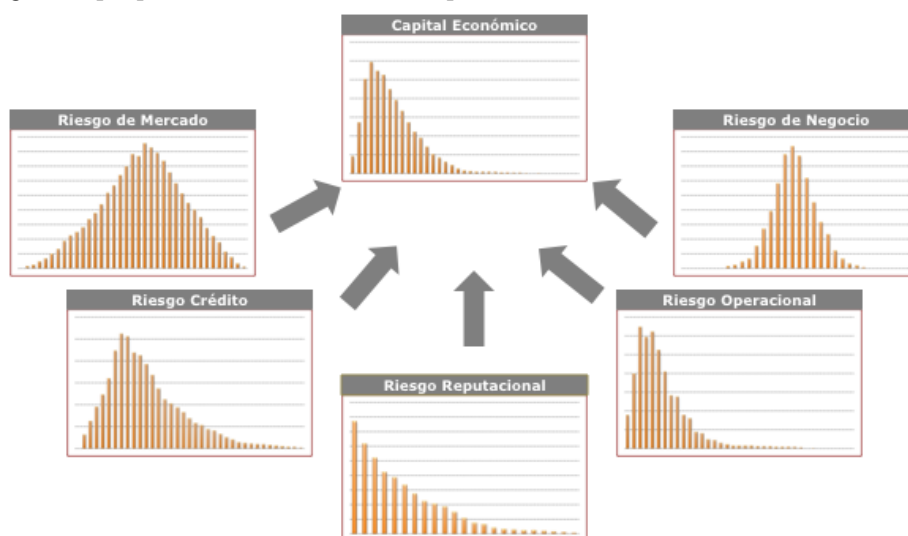 Capital Económico
Riesgo de Mercado
Riesgo de Negocio
Riesgo Crédito
Riesgo Operacional
Riesgo Reputacional